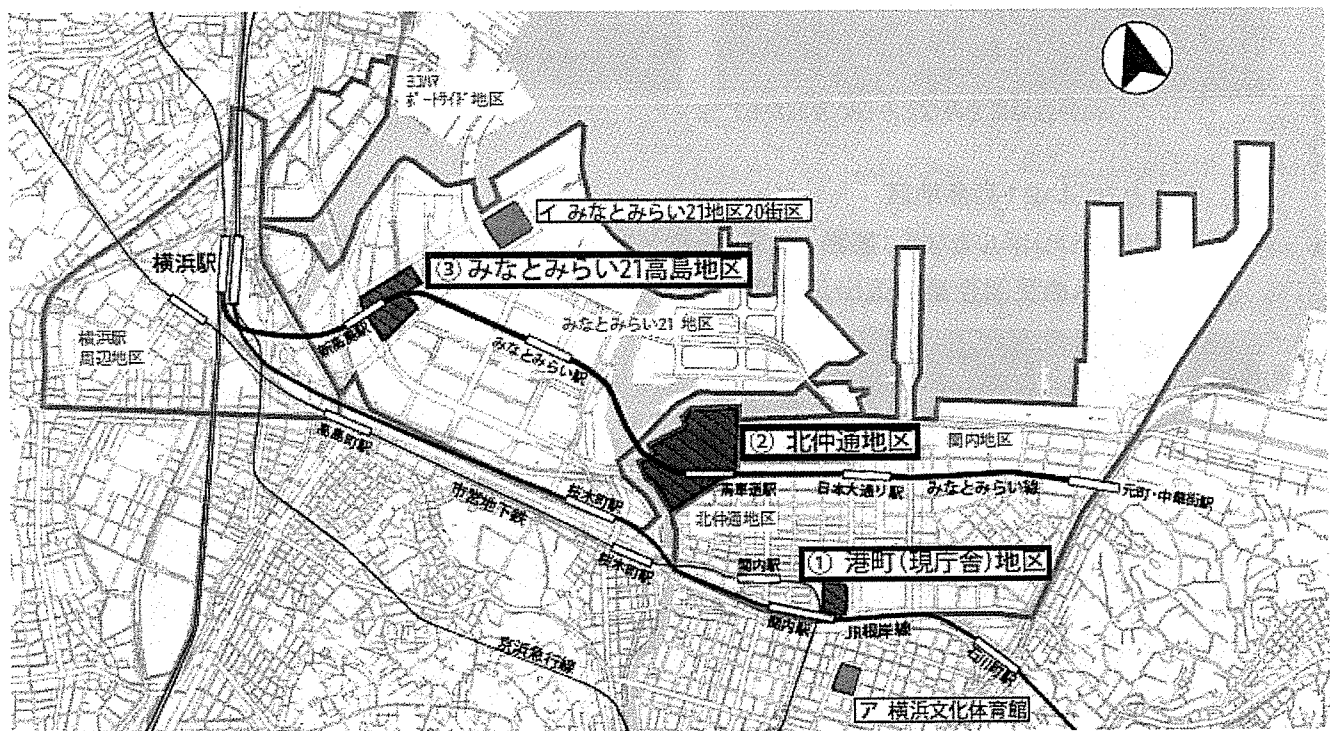 ヨコハマ
ポートサイド地区
イ みなとみらい21地区20街区
横浜駅
(3) みなとみらい21高島地区
新高島駅
みなとみらい21 地区
みなとみらい駅
横浜駅
周辺地区
高島町駅
(2) 北仲通地区
関内地区
馬車道駅
日本大通り駅
みなとみらい線
元町・中華街駅
桜木町駅
市営地下鉄
北仲通地区
桜木町駅
関内駅
(1) 港町(現庁舎)地区
関内駅
JR根岸線
石川町駅
京浜急行線
ア 横浜文化体育館